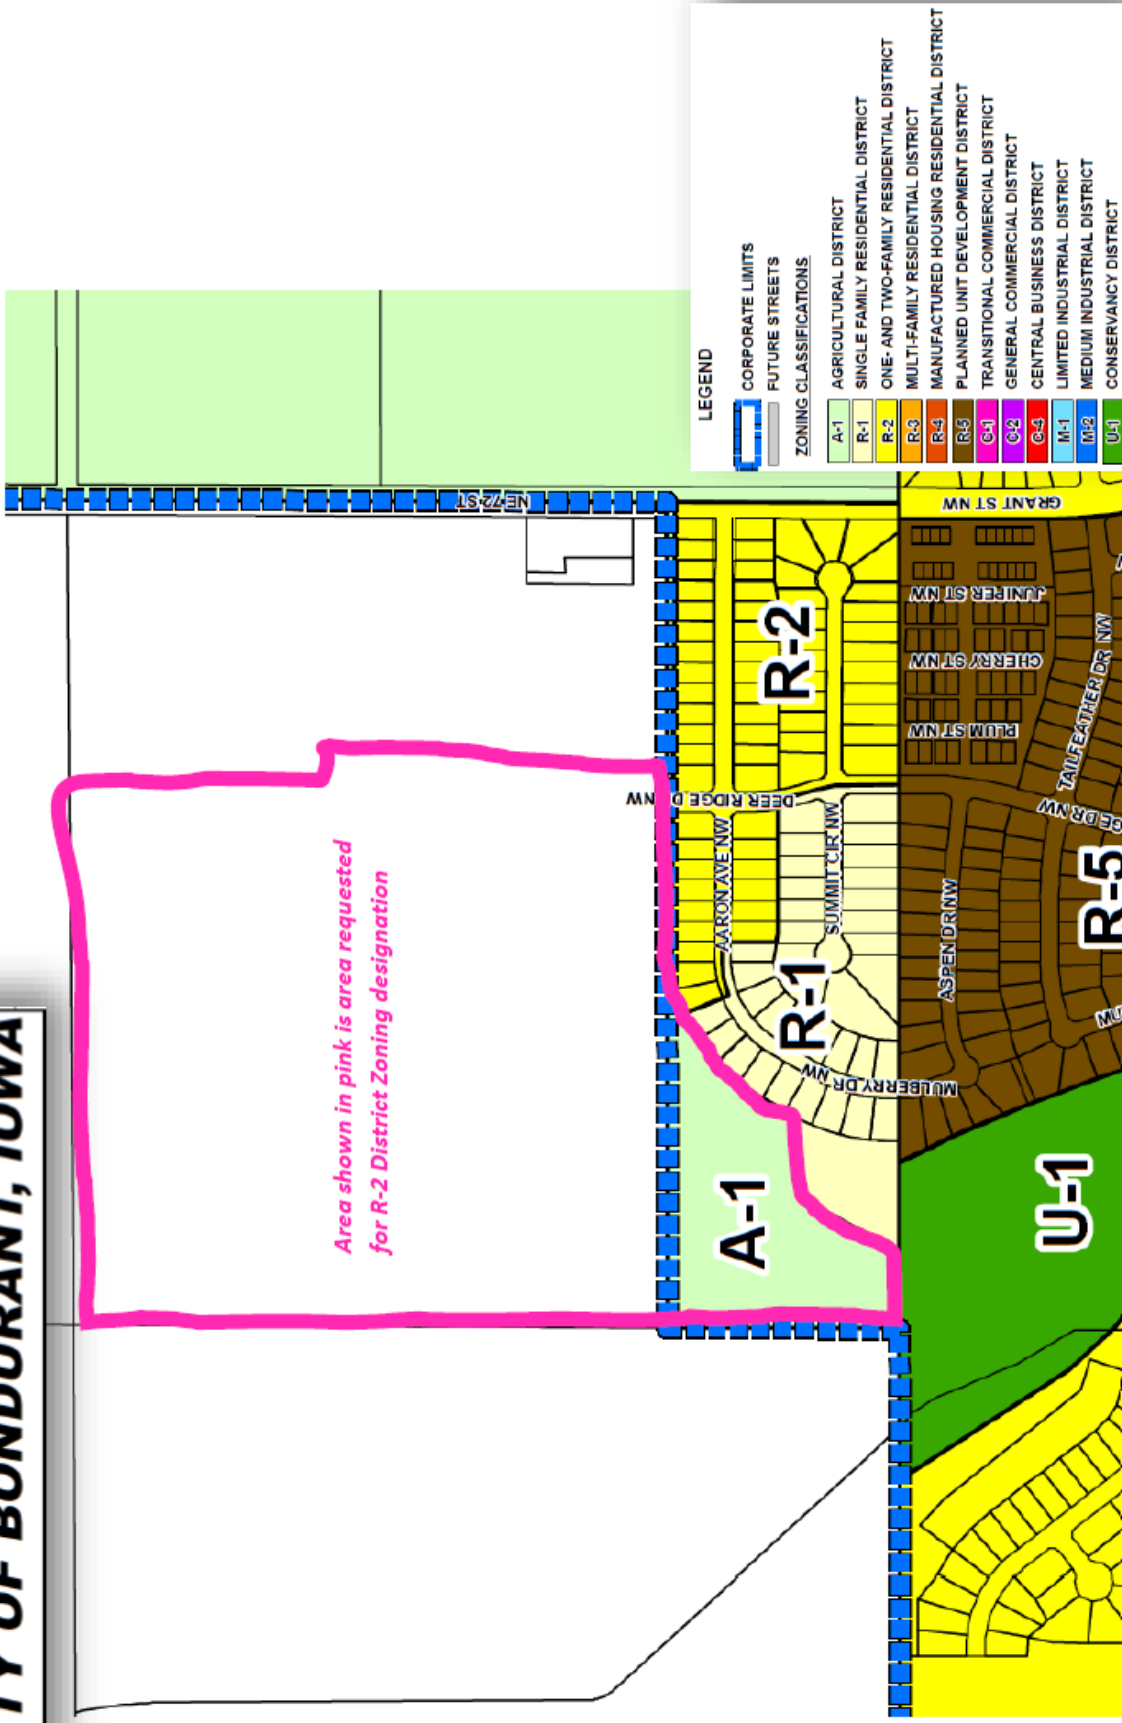 TY OF BONDURANT, IOWA
Area shown in pink is area requested
for R-2 District Zoning designation
LEGEND
CORPORATE LIMITS
FUTURE STREETS
ZONING CLASSIFICATIONS
A-1 AGRICULTURAL DISTRICT
R-1 SINGLE FAMILY RESIDENTIAL DISTRICT
R-2 ONE- AND TWO-FAMILY RESIDENTIAL DISTRICT
R-3 MULTI-FAMILY RESIDENTIAL DISTRICT
R-4 MANUFACTURED HOUSING RESIDENTIAL DISTRICT
R-5 PLANNED UNIT DEVELOPMENT DISTRICT
C-1 TRANSITIONAL COMMERCIAL DISTRICT
C-2 GENERAL COMMERCIAL DISTRICT
C-4 CENTRAL BUSINESS DISTRICT
M-1 LIMITED INDUSTRIAL DISTRICT
M-2 MEDIUM INDUSTRIAL DISTRICT
U-1 CONSERVANCY DISTRICT
NE 72 ST
GRANT ST NW
R-2
JUNIPER ST NW
CHERRY ST NW
PLUM ST NW
TAILFEATHER DR NW
DEER RIDGE D NW
AARON AVE NW
SUMMIT CIR NW
GE DR NW
R-1
ASPEN DR NW
R-5
MULBERRY DR NW
MU
A-1
U-1